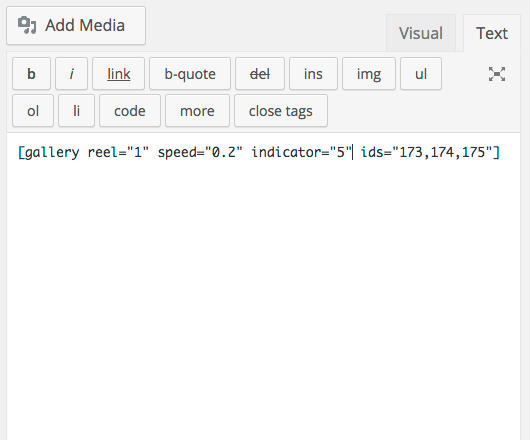 Add Media
Visual Text
b i link b-quote del ins img ul
ol li code more close tags
[gallery reel="1" speed="0.2" indicator="5" ids="173,174,175"]